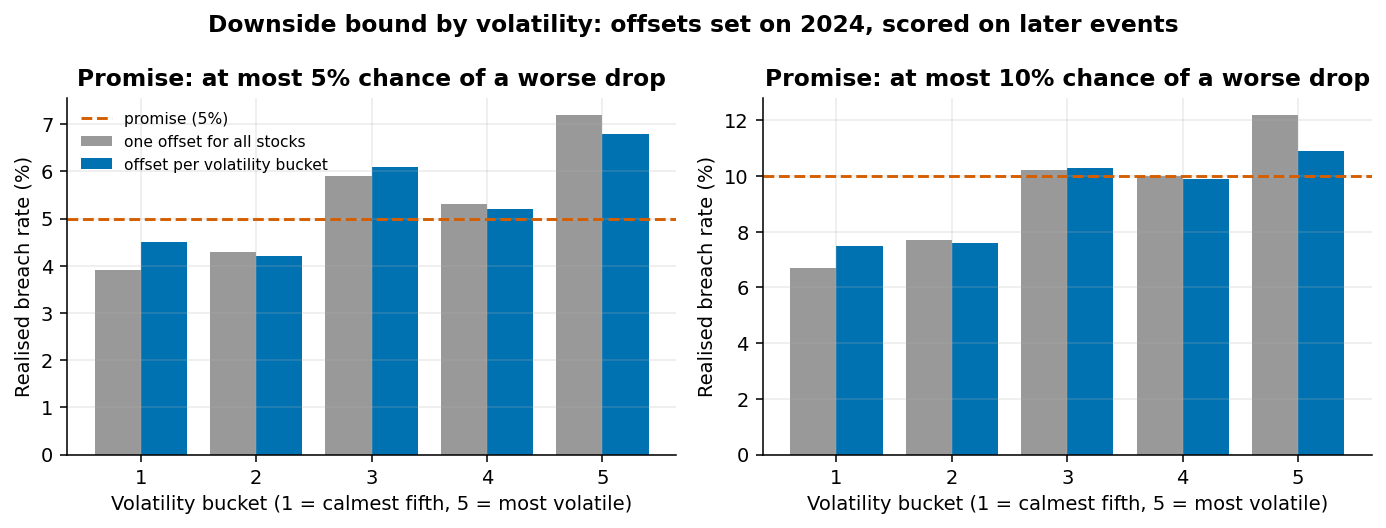 Downside bound by volatility: offsets set on 2024, scored on later events
Promise: at most 5% chance of a worse drop
Realised breach rate (%)
7
6
5
4
3
2
1
0
promise (5%)
one offset for all stocks
offset per volatility bucket
1 2 3 4 5
Volatility bucket (1 = calmest fifth, 5 = most volatile)
Promise: at most 10% chance of a worse drop
Realised breach rate (%)
12
10
8
6
4
2
0
1 2 3 4 5
Volatility bucket (1 = calmest fifth, 5 = most volatile)